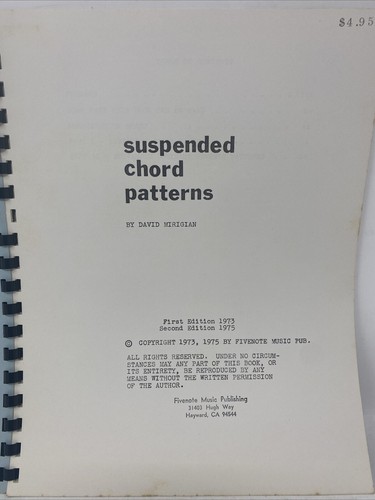 $4.95
suspended
chord
patterns
BY DAVID MIRIGIAN
First Edition 1973
Second Edition 1975
© COPYRIGHT 1973, 1975 BY FIVENOTE MUSIC PUB.
ALL RIGHTS RESERVED. UNDER NO CIRCUM-
STANCES MAY ANY PART OF THIS BOOK, OR
ITS ENTIRETY, BE REPRODUCED BY ANY
MEANS WITHOUT THE WRITTEN PERMISSION
OF THE AUTHOR.
Fivenote Music Publishing
31403 Hugh Way
Hayward, CA 94544